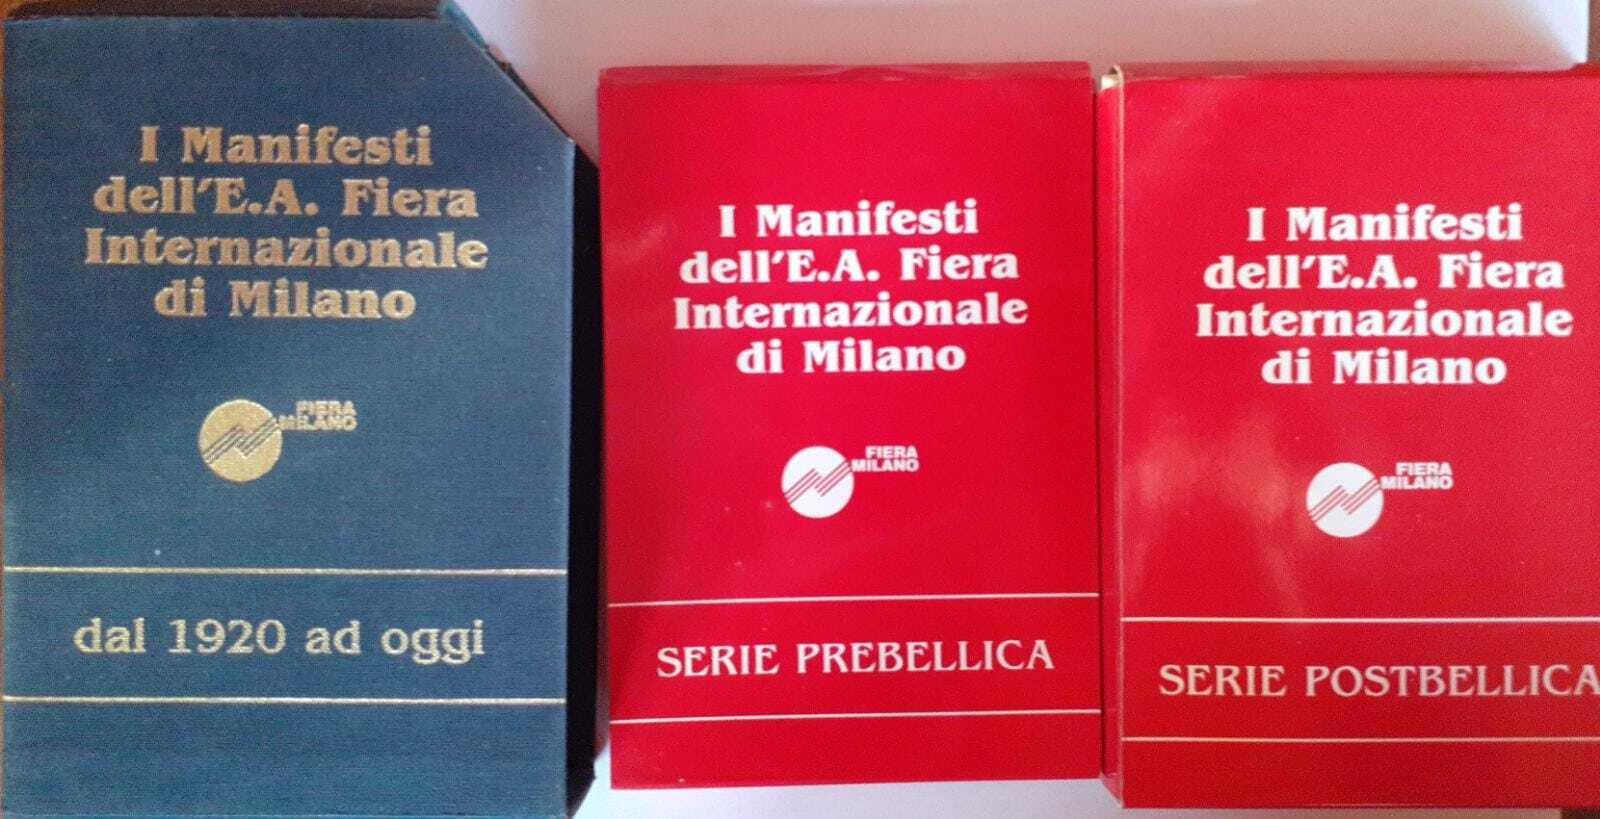 I Manifesti
dell'E.A. Fiera
Internazionale
di Milano
FIERA
MILANO
dal 1920 ad oggi
I Manifesti
dell'E.A. Fiera
Internazionale
di Milano
FIERA
MILANO
SERIE PREBELLICA
I Manifesti
dell'E.A. Fiera
Internazionale
di Milano
FIERA
MILANO
SERIE POSTBELLICA